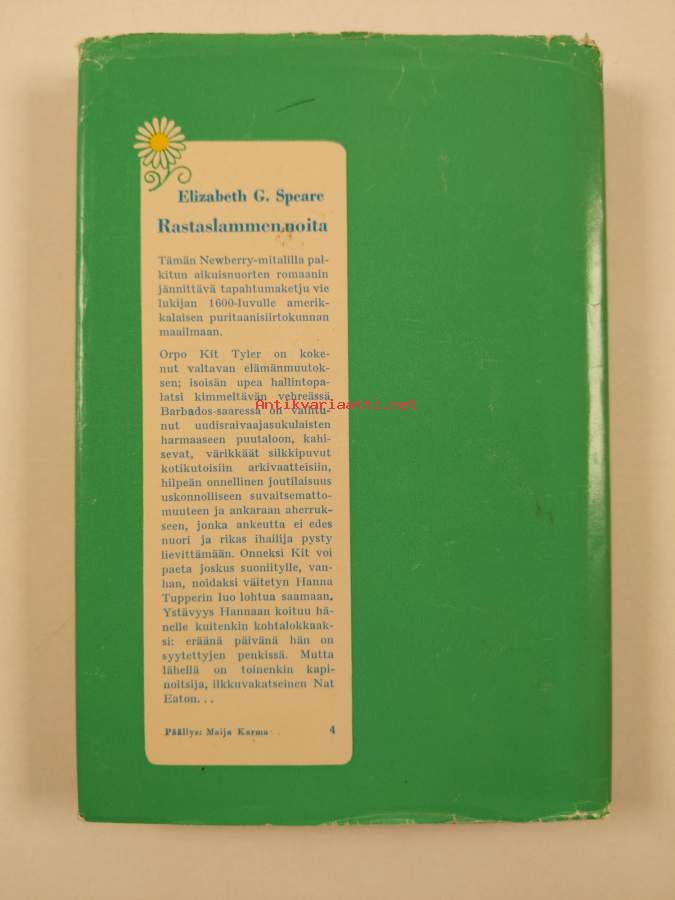 Elizabeth G. Speare
Rastaslammen noita
Tämän Newberry-mitalilla pal-
kitun aikuisnuorten romaanin
jännittävä tapahtumaketju vie
lukijan 1600-luvulle amerik-
kalaisen puritaanisiirtokunnan
maailmaan.
Orpo Kit Tyler on koke-
nut valtavan elämänmuutok-
sen; isoisän upea hallintopa-
latsi kimmeltävän vehreässä
Antikvariaatti.net
Barbados-saaressa on vaihtu-
nut uudisraivaajasukulaisten
harmaaseen puutaloon, kahi-
sevat, värikkäät silkkipuvut
kotikutoisiin arkivaatteisiin,
hilpeän onnellinen joutilaisuus
uskonnolliseen suvaitsematto-
muuteen ja ankaraan aherruk-
seen, jonka ankeutta ei edes
nuori ja rikas ihailija pysty
lievittämään. Onneksi Kit voi
paeta joskus suoniitylle, van-
han, noidaksi väitetyn Hanna
Tupperin luo lohtua saamaan.
Ystävyys Hannaan koituu hä-
nelle kuitenkin kohtalokkaak-
si: eräänä päivänä hän on
syytettyjen penkissä. Mutta
lähellä on toinenkin kapi-
noitsija, ilkkuvakatseinen Nat
Eaton...
Päällys: Maija Karma 4